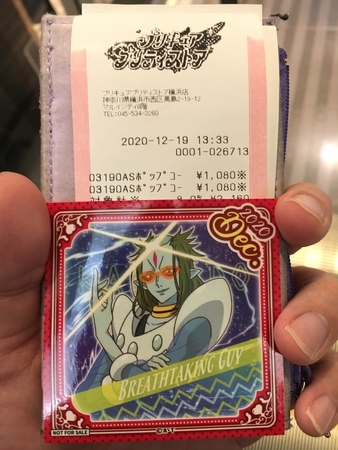 プリキュア
プリティストア
プリキュアプリティストア横浜店
神奈川県横浜市西区高島2-19-12
マルイシティ8階
TEL:045-534-3260
2020-12-19 13:33
0001-026713
03190ASポップコー ¥1,080※
03190ASポップコー ¥1,080※
2020
Dec.
BREATHTAKING GUY
NOT FOR SALE